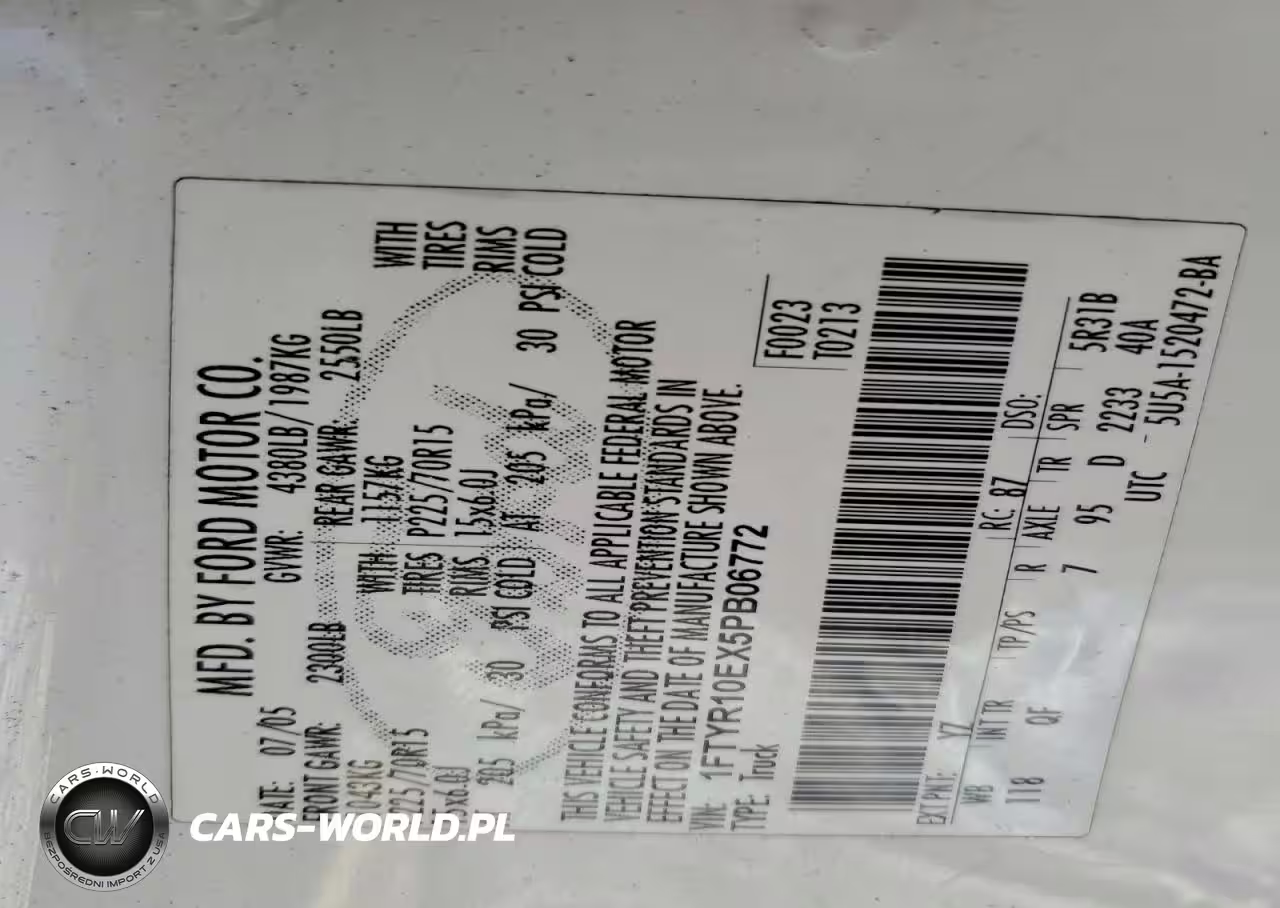 MFD. BY FORD MOTOR CO.
DATE: 07/05 GVWR: 4380LB/1987KG
FRONT GAWR: 2300LB REAR GAWR: 2550LB
1043KG WITH 1157KG WITH
P225/70R15 TIRES P225/70R15 TIRES
15x6.0J RIMS 15x6.0J RIMS
AT 205 kPa/ 30 PSI COLD AT 205 kPa/ 30 PSI COLD
THIS VEHICLE CONFORMS TO ALL APPLICABLE FEDERAL MOTOR
VEHICLE SAFETY AND THEFT PREVENTION STANDARDS IN
EFFECT ON THE DATE OF MANUFACTURE SHOWN ABOVE.
VIN: 1FTYR10EX5PB06772
TYPE: Truck
F0023
T0213
EXT PNT: YZ RC: 87 DSO:
WB INT TR TP/PS R AXLE TR SPR 5R31B
118 QF 7 95 D 2233 40A
UTC 5U5A-1520472-BA
CARS-WORLD
CW
BEZPOŚREDNI IMPORT Z USA
CARS-WORLD.PL